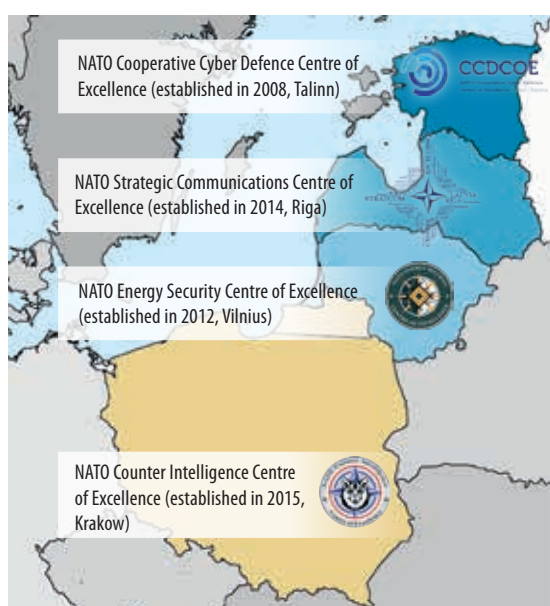 NATO Cooperative Cyber Defence Centre of
Excellence (established in 2008, Talinn)
CCDCOE
NATO Strategic Communications Centre of
Excellence (established in 2014, Riga)
NATO Energy Security Centre of Excellence
(established in 2012, Vilnius)
NATO Counter Intelligence Centre
of Excellence (established in 2015,
Krakow)